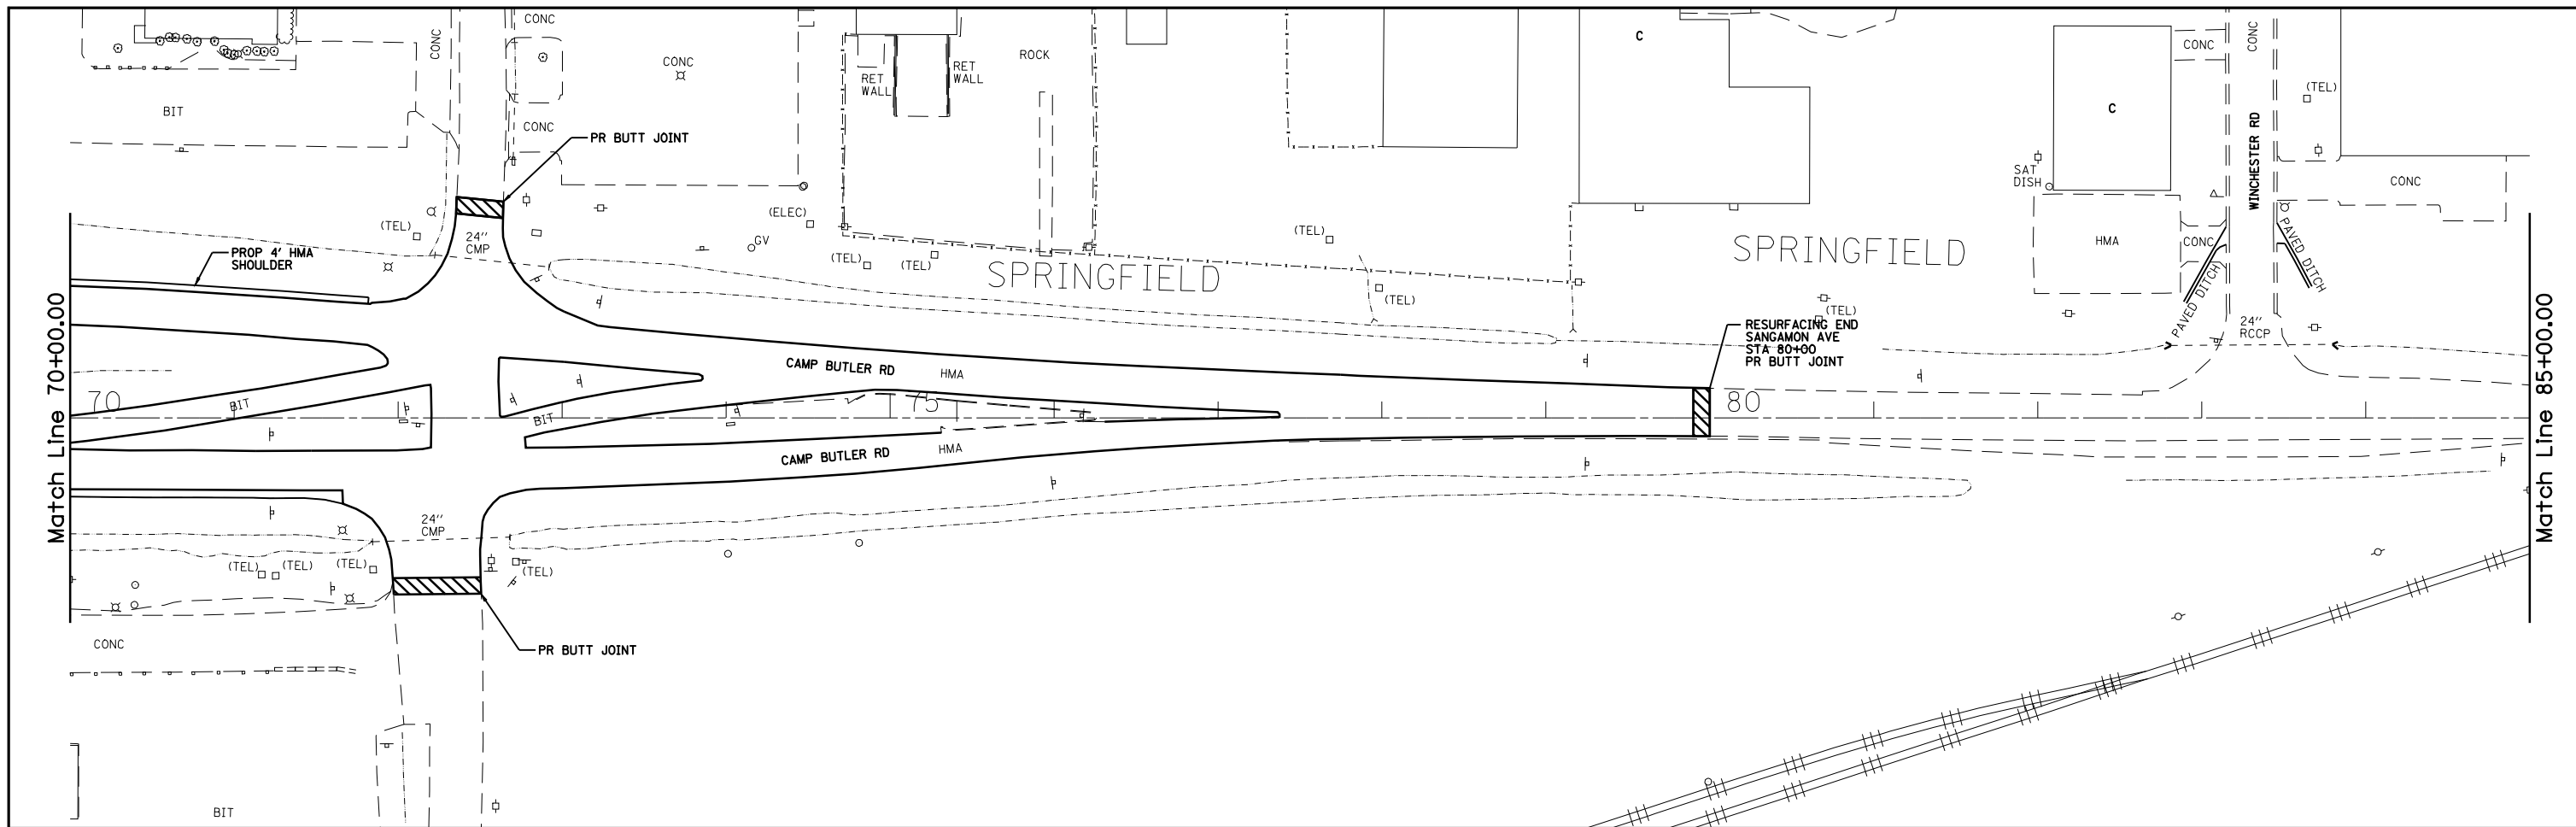 CONC
CONC
CONC
ROCK
C
CONC
CONC
RET
WALL
RET
WALL
(TEL)
BIT
C
CONC
PR BUTT JOINT
WINCHESTER RD
SAT
DISH
CONC
(ELEC)
(TEL)
24''
CMP
GV
(TEL)
HMA
CONC
PROP 4' HMA
SHOULDER
(TEL)
(TEL)
SPRINGFIELD
SPRINGFIELD
PAVED DITCH
PAVED DITCH
(TEL)
(TEL)
RESURFACING END
SANGAMON AVE
STA 80+00
PR BUTT JOINT
24''
RCCP
Match Line 70+00.00
Match Line 85+00.00
CAMP BUTLER RD
HMA
70
BIT
BIT
75
80
CAMP BUTLER RD
HMA
24''
CMP
(TEL)
(TEL)
(TEL)
(TEL)
CONC
PR BUTT JOINT
BIT